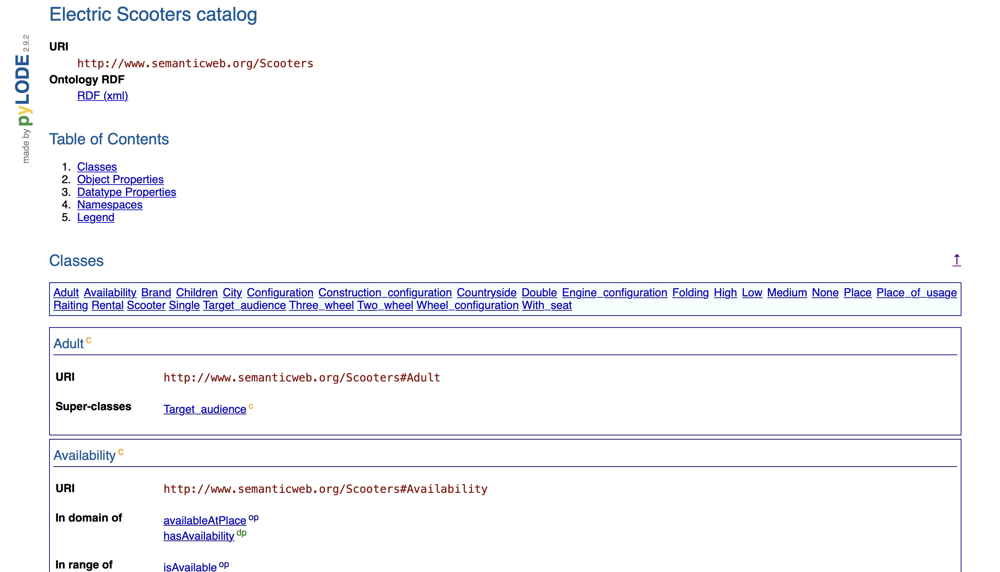 Electric Scooters catalog
made by pyLODE 2.9.2
URI
http://www.semanticweb.org/Scooters
Ontology RDF
RDF (xml)
Table of Contents
1. Classes
2. Object Properties
3. Datatype Properties
4. Namespaces
5. Legend
Classes ↑
Adult Availability Brand Children City Configuration Construction_configuration Countryside Double Engine_configuration Folding High Low Medium None Place Place_of_usage
Raiting Rental Scooter Single Target_audience Three_wheel Two_wheel Wheel_configuration With_seat
Adult c
URI http://www.semanticweb.org/Scooters#Adult
Super-classes Target_audience c
Availability c
URI http://www.semanticweb.org/Scooters#Availability
In domain of availableAtPlace op
hasAvailability dp
In range of isAvailable op